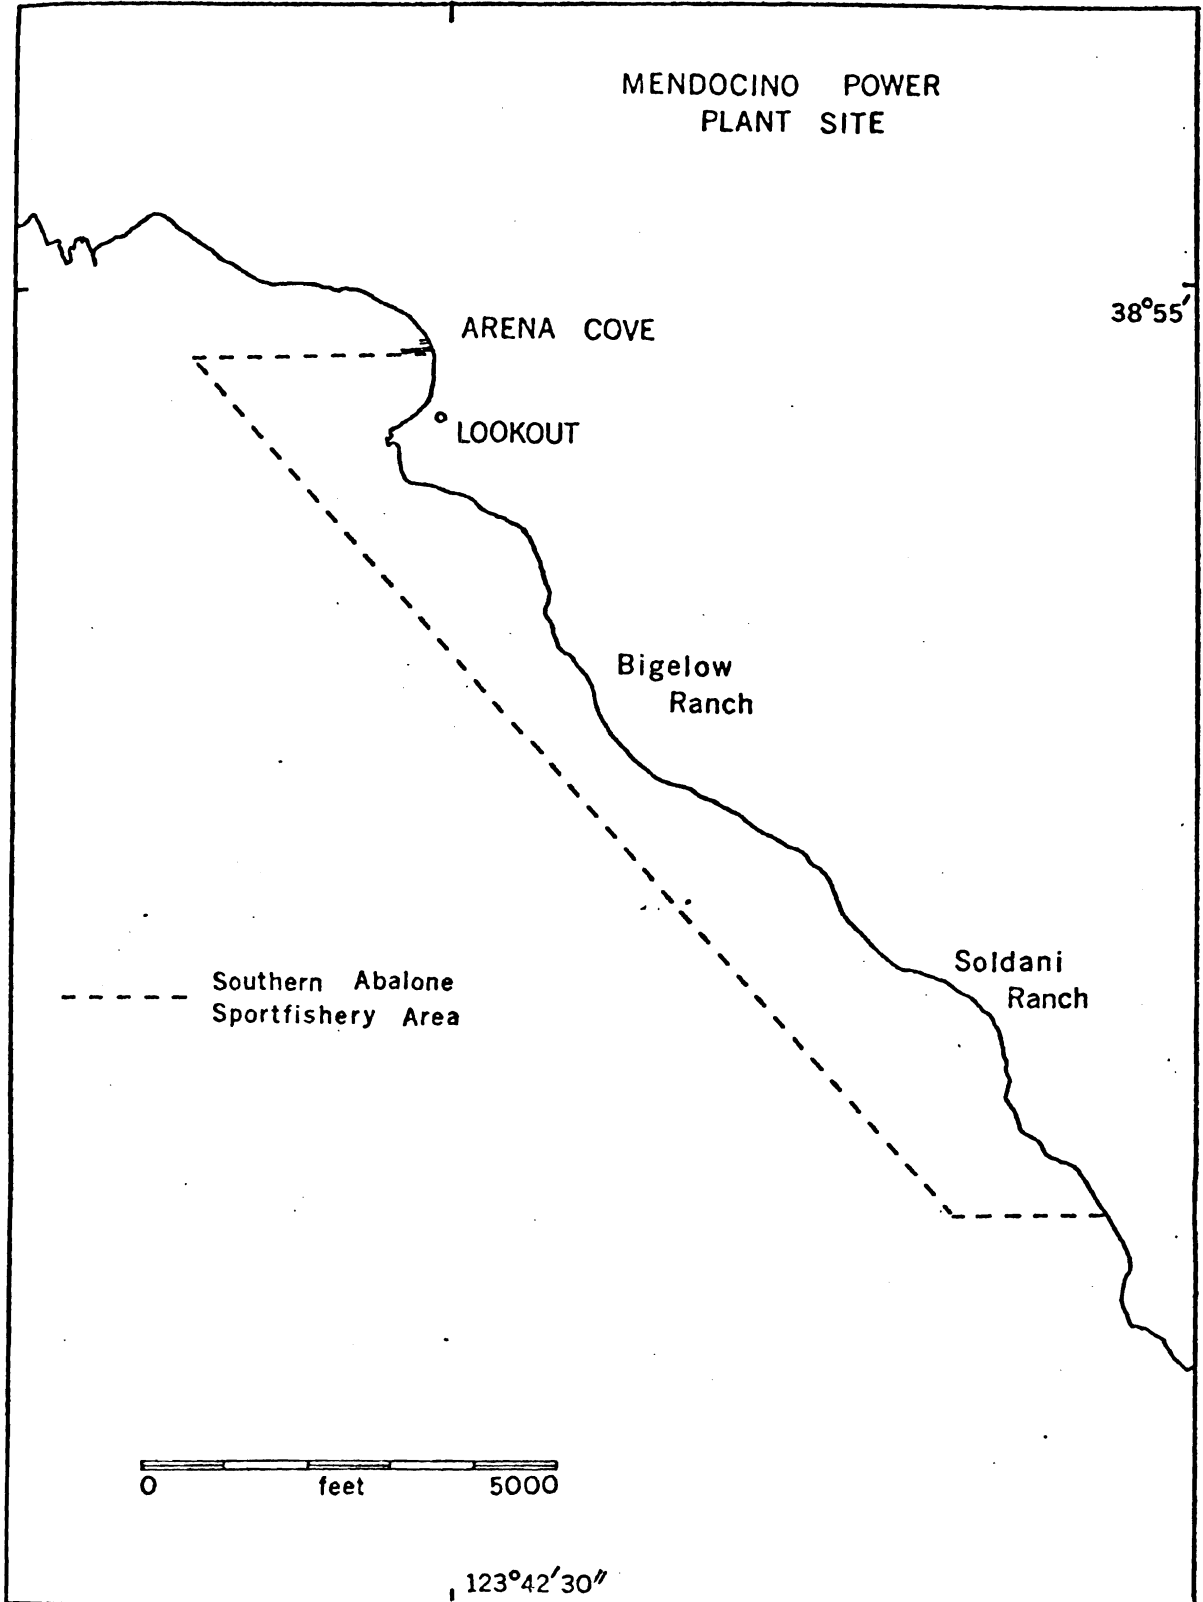 MENDOCINO POWER
PLANT SITE
38°55′
ARENA COVE
LOOKOUT
Bigelow
Ranch
Soldani
Ranch
Southern Abalone
Sportfishery Area
0 feet 5000
123°42′30″